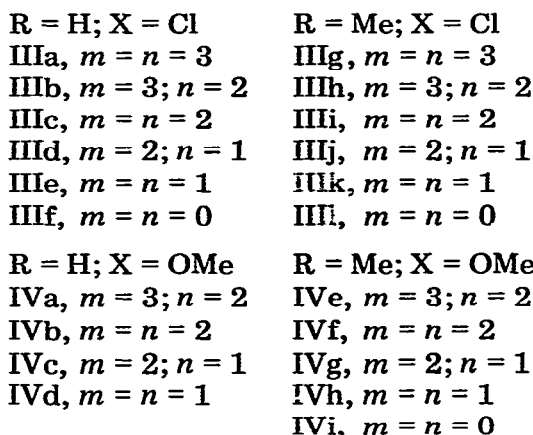 R = H; X = Cl
IIIa, m = n = 3
IIIb, m = 3; n = 2
IIIc, m = n = 2
IIId, m = 2; n = 1
IIIe, m = n = 1
IIIf, m = n = 0
R = Me; X = Cl
IIIg, m = n = 3
IIIh, m = 3; n = 2
IIIi, m = n = 2
IIIj, m = 2; n = 1
IIIk, m = n = 1
IIIl, m = n = 0
R = H; X = OMe
IVa, m = 3; n = 2
IVb, m = n = 2
IVc, m = 2; n = 1
IVd, m = n = 1
R = Me; X = OMe
IVe, m = 3; n = 2
IVf, m = n = 2
IVg, m = 2; n = 1
IVh, m = n = 1
IVi, m = n = 0